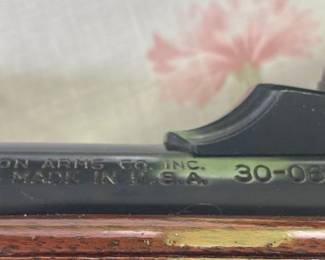 ON ARMS CO. INC.
MADE IN U.S.A. 30-06